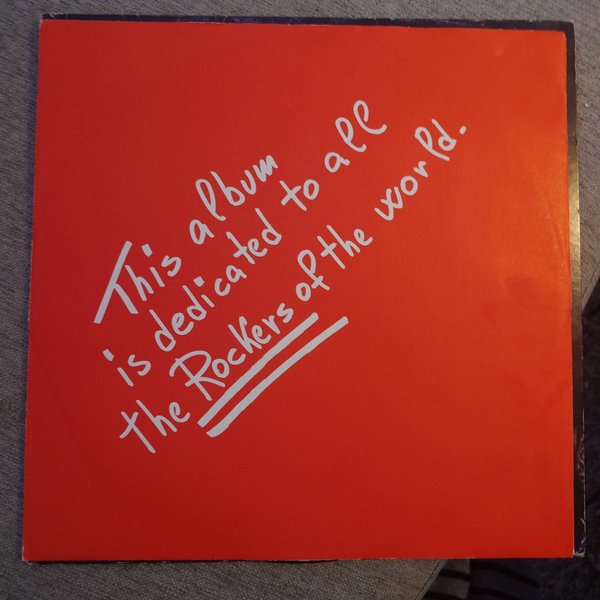 This album
is dedicated to all
the Rockers of the world.